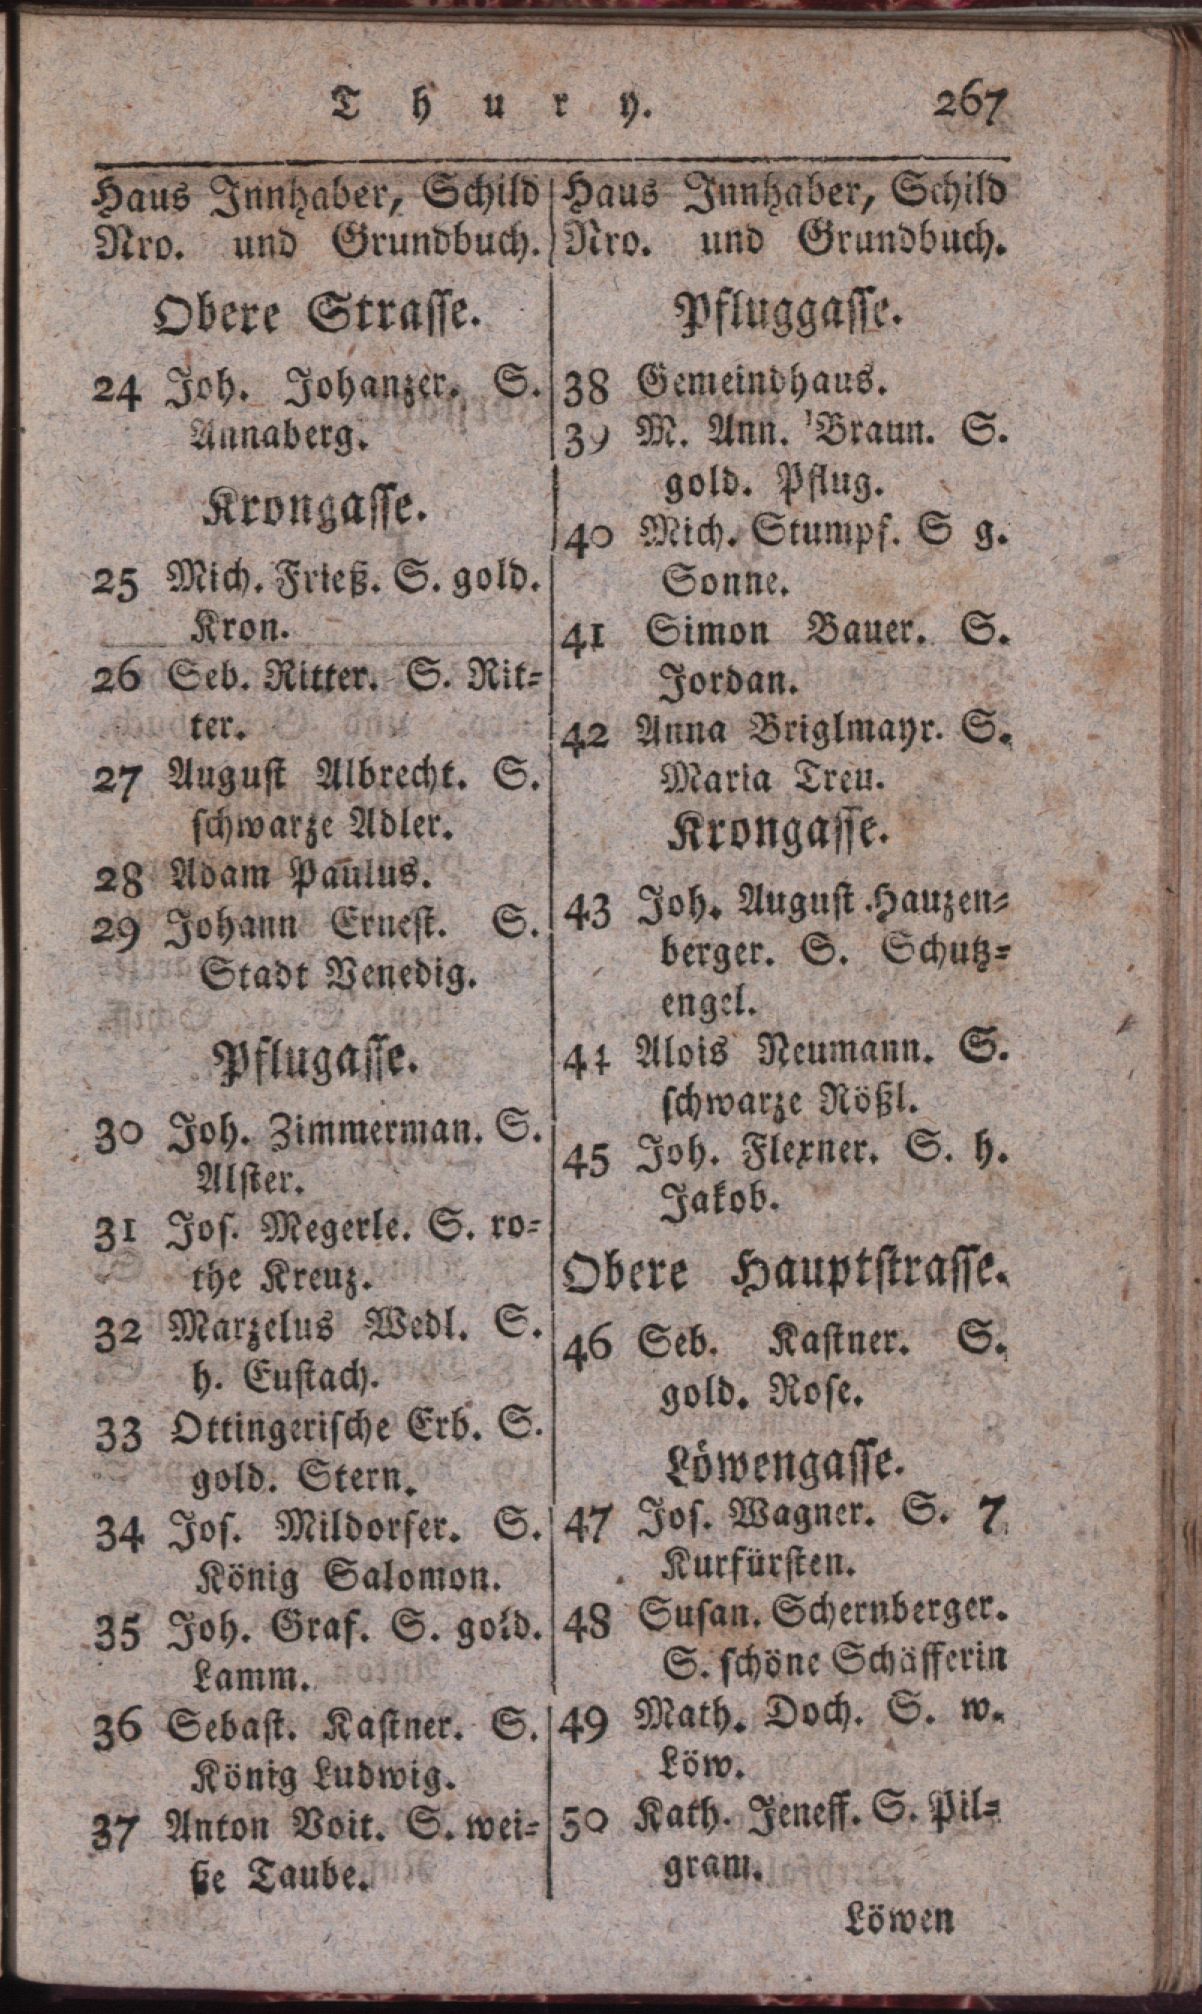 Thury. 267
Haus Innhaber, Schild
Nro. und Grundbuch.
Obere Strasse.
24 Joh. Johanzer. S.
Annaberg.
Krongasse.
25 Mich. Frieß. S. gold.
Kron.
26 Seb. Ritter. S. Rit-
ter.
27 August Albrecht. S.
schwarze Adler.
28 Adam Paulus.
29 Johann Ernest. S.
Stadt Venedig.
Pflugasse.
30 Joh. Zimmerman. S.
Alster.
31 Jos. Megerle. S. ro-
the Kreuz.
32 Marzelus Wedl. S.
h. Eustach.
33 Ottingerische Erb. S.
gold. Stern.
34 Jos. Mildorfer. S.
König Salomon.
35 Joh. Graf. S. gold.
Lamm.
36 Sebast. Kastner. S.
König Ludwig.
37 Anton Voit. S. wei-
ße Taube.
Haus Innhaber, Schild
Nro. und Grundbuch.
Pfluggasse.
38 Gemeindhaus.
39 M. Ann. Braun. S.
gold. Pflug.
40 Mich. Stumpf. S g.
Sonne.
41 Simon Bauer. S.
Jordan.
42 Anna Briglmayr. S.
Maria Treu.
Krongasse.
43 Joh. August Hauzen-
berger. S. Schutz-
engel.
44 Alois Neumann. S.
schwarze Rößl.
45 Joh. Flexner. S. h.
Jakob.
Obere Hauptstrasse.
46 Seb. Kastner. S.
gold. Rose.
Löwengasse.
47 Jos. Wagner. S. 7
Kurfürsten.
48 Susan. Schernberger.
S. schöne Schäfferin
49 Math. Doch. S. w.
Löw.
50 Kath. Jeneff. S. Pil-
gram.
Löwen